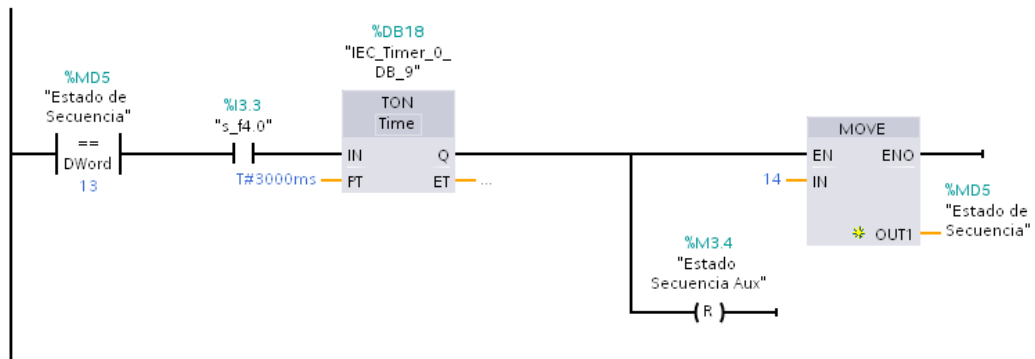 %DB18
"IEC_Timer_0_
DB_9"
%MD5
"Estado de
Secuencia"
==
DWord
13
%I3.3
"s_f4.0"
TON
Time
IN
Q
T#3000ms
PT
ET
...
MOVE
EN
ENO
14
IN
OUT1
%MD5
"Estado de
Secuencia"
%M3.4
"Estado
Secuencia Aux"
R